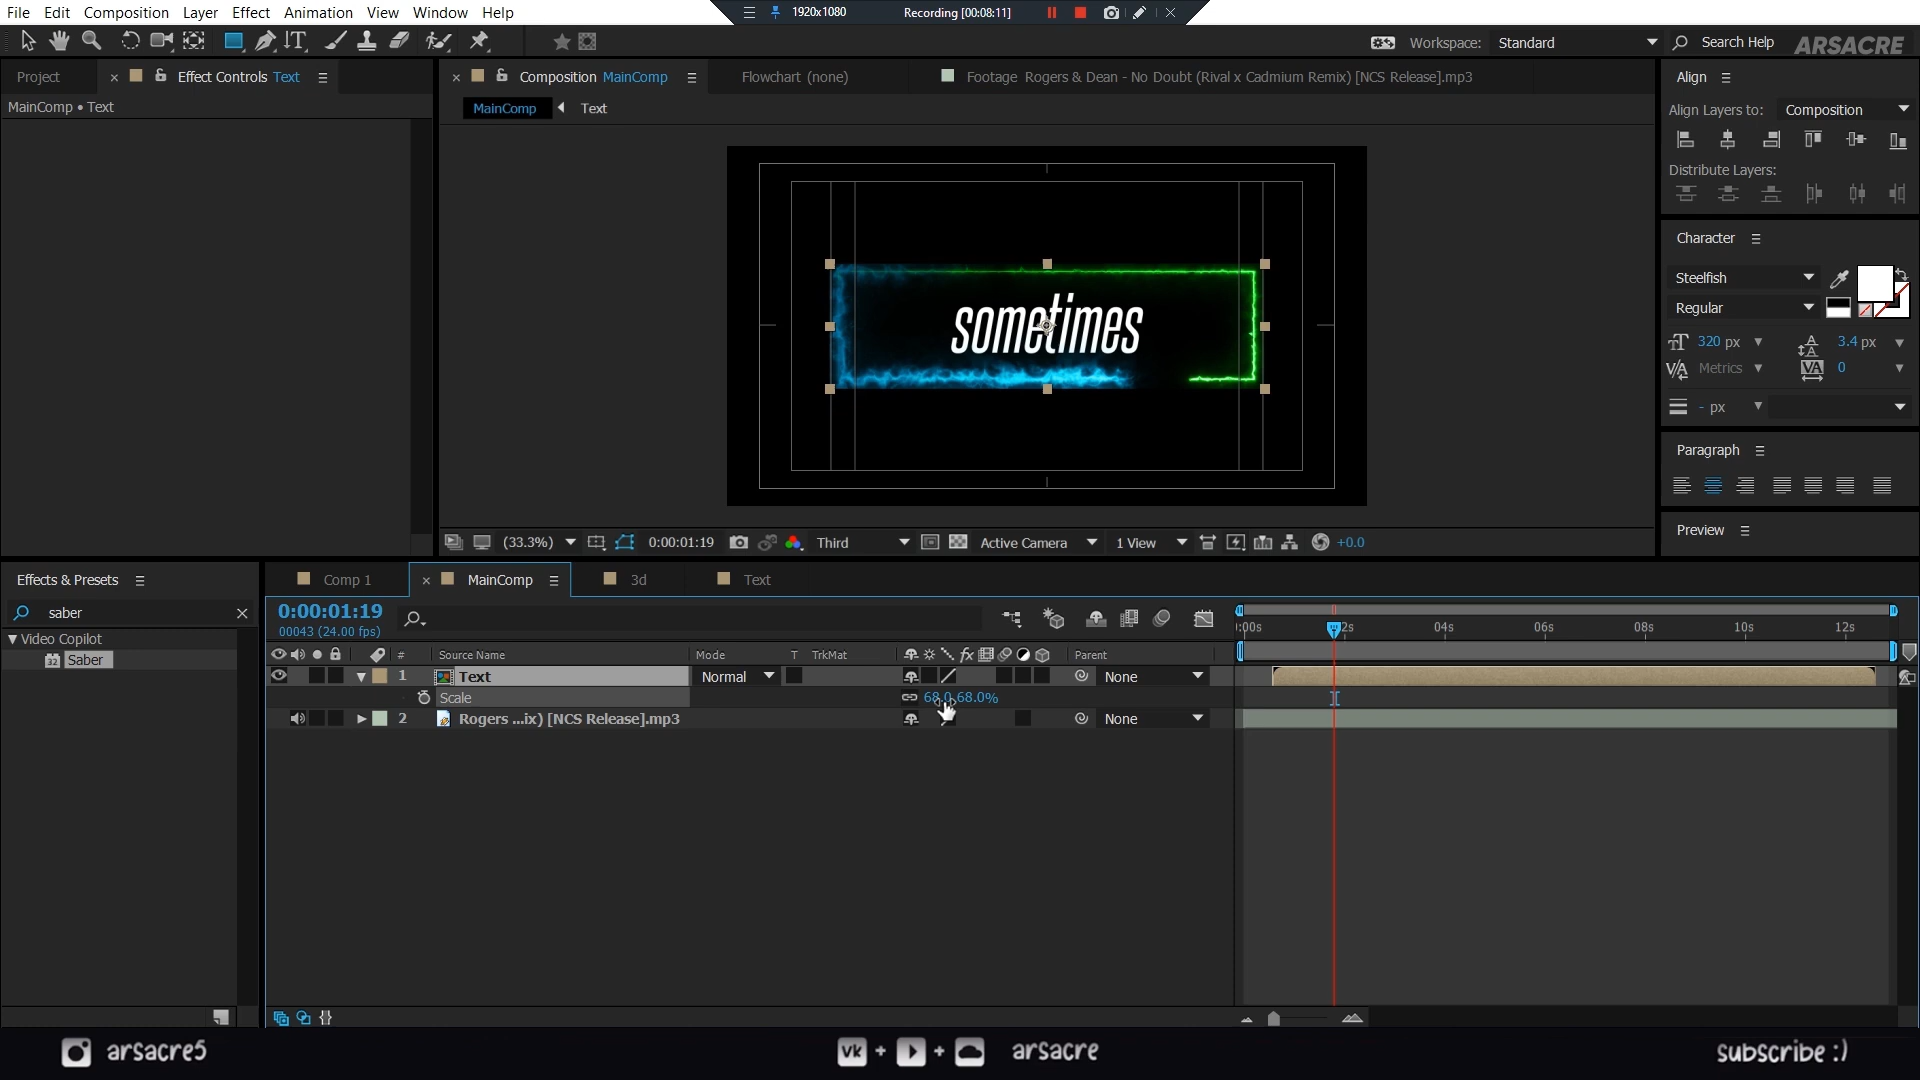 File Edit Composition Layer Effect Animation View Window Help
1920x1080 Recording [00:08:11]
Workspace: Standard Search Help ARSACRE
Project Effect Controls Text
MainComp • Text
Composition MainComp Flowchart (none) Footage Rogers & Dean - No Doubt (Rival x Cadmium Remix) [NCS Release].mp3
MainComp Text
sometimes
(33.3%) 0:00:01:19 Third Active Camera 1 View +0.0
Align
Align Layers to: Composition
Distribute Layers:
Character
Steelfish
Regular
320 px 3.4 px
Metrics 0
- px
Paragraph
Preview
Effects & Presets
saber
Video Copilot
32 Saber
Comp 1 MainComp 3d Text
0:00:01:19
00043 (24.00 fps)
:00s 2s 04s 06s 08s 10s 12s
# Source Name Mode T TrkMat fx Parent
1 Text Normal None
Scale 68.0,68.0%
2 Rogers ...ix) [NCS Release].mp3 None
arsacre5 vk + + arsacre subscribe :)